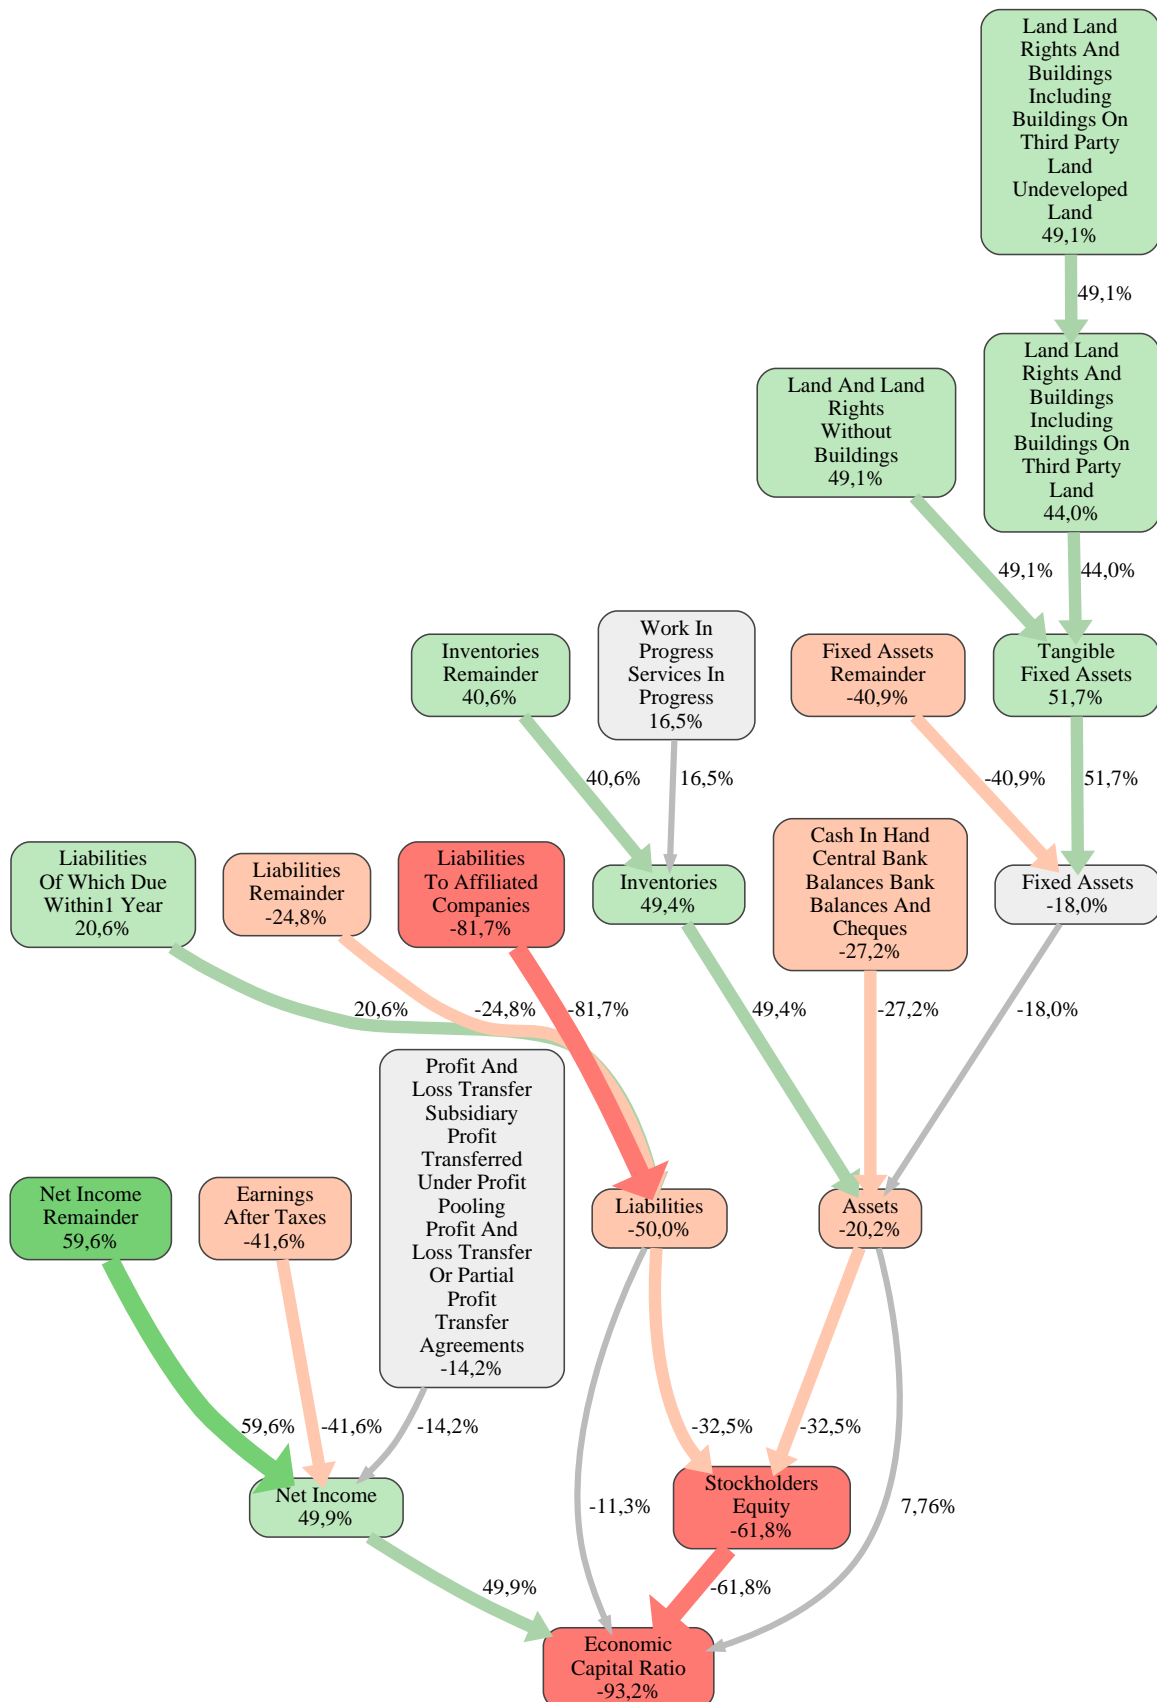 Land Land
Rights And
Buildings
Including
Buildings On
Third Party
Land
Undeveloped
Land
49,1%
49,1%
Land And Land
Rights
Without
Buildings
49,1%
Land Land
Rights And
Buildings
Including
Buildings On
Third Party
Land
44,0%
49,1%
44,0%
Inventories
Remainder
40,6%
Work In
Progress
Services In
Progress
16,5%
Fixed Assets
Remainder
-40,9%
Tangible
Fixed Assets
51,7%
40,6%
16,5%
-40,9%
51,7%
Liabilities
Of Which Due
Within1 Year
20,6%
Liabilities
Remainder
-24,8%
Liabilities
To Affiliated
Companies
-81,7%
Inventories
49,4%
Cash In Hand
Central Bank
Balances Bank
Balances And
Cheques
-27,2%
Fixed Assets
-18,0%
20,6%
-24,8%
-81,7%
49,4%
-27,2%
-18,0%
Net Income
Remainder
59,6%
Earnings
After Taxes
-41,6%
Profit And
Loss Transfer
Subsidiary
Profit
Transferred
Under Profit
Pooling
Profit And
Loss Transfer
Or Partial
Profit
Transfer
Agreements
-14,2%
Liabilities
-50,0%
Assets
-20,2%
59,6%
-41,6%
-14,2%
-32,5%
-32,5%
Net Income
49,9%
-11,3%
Stockholders
Equity
-61,8%
7,76%
49,9%
-61,8%
Economic
Capital Ratio
-93,2%